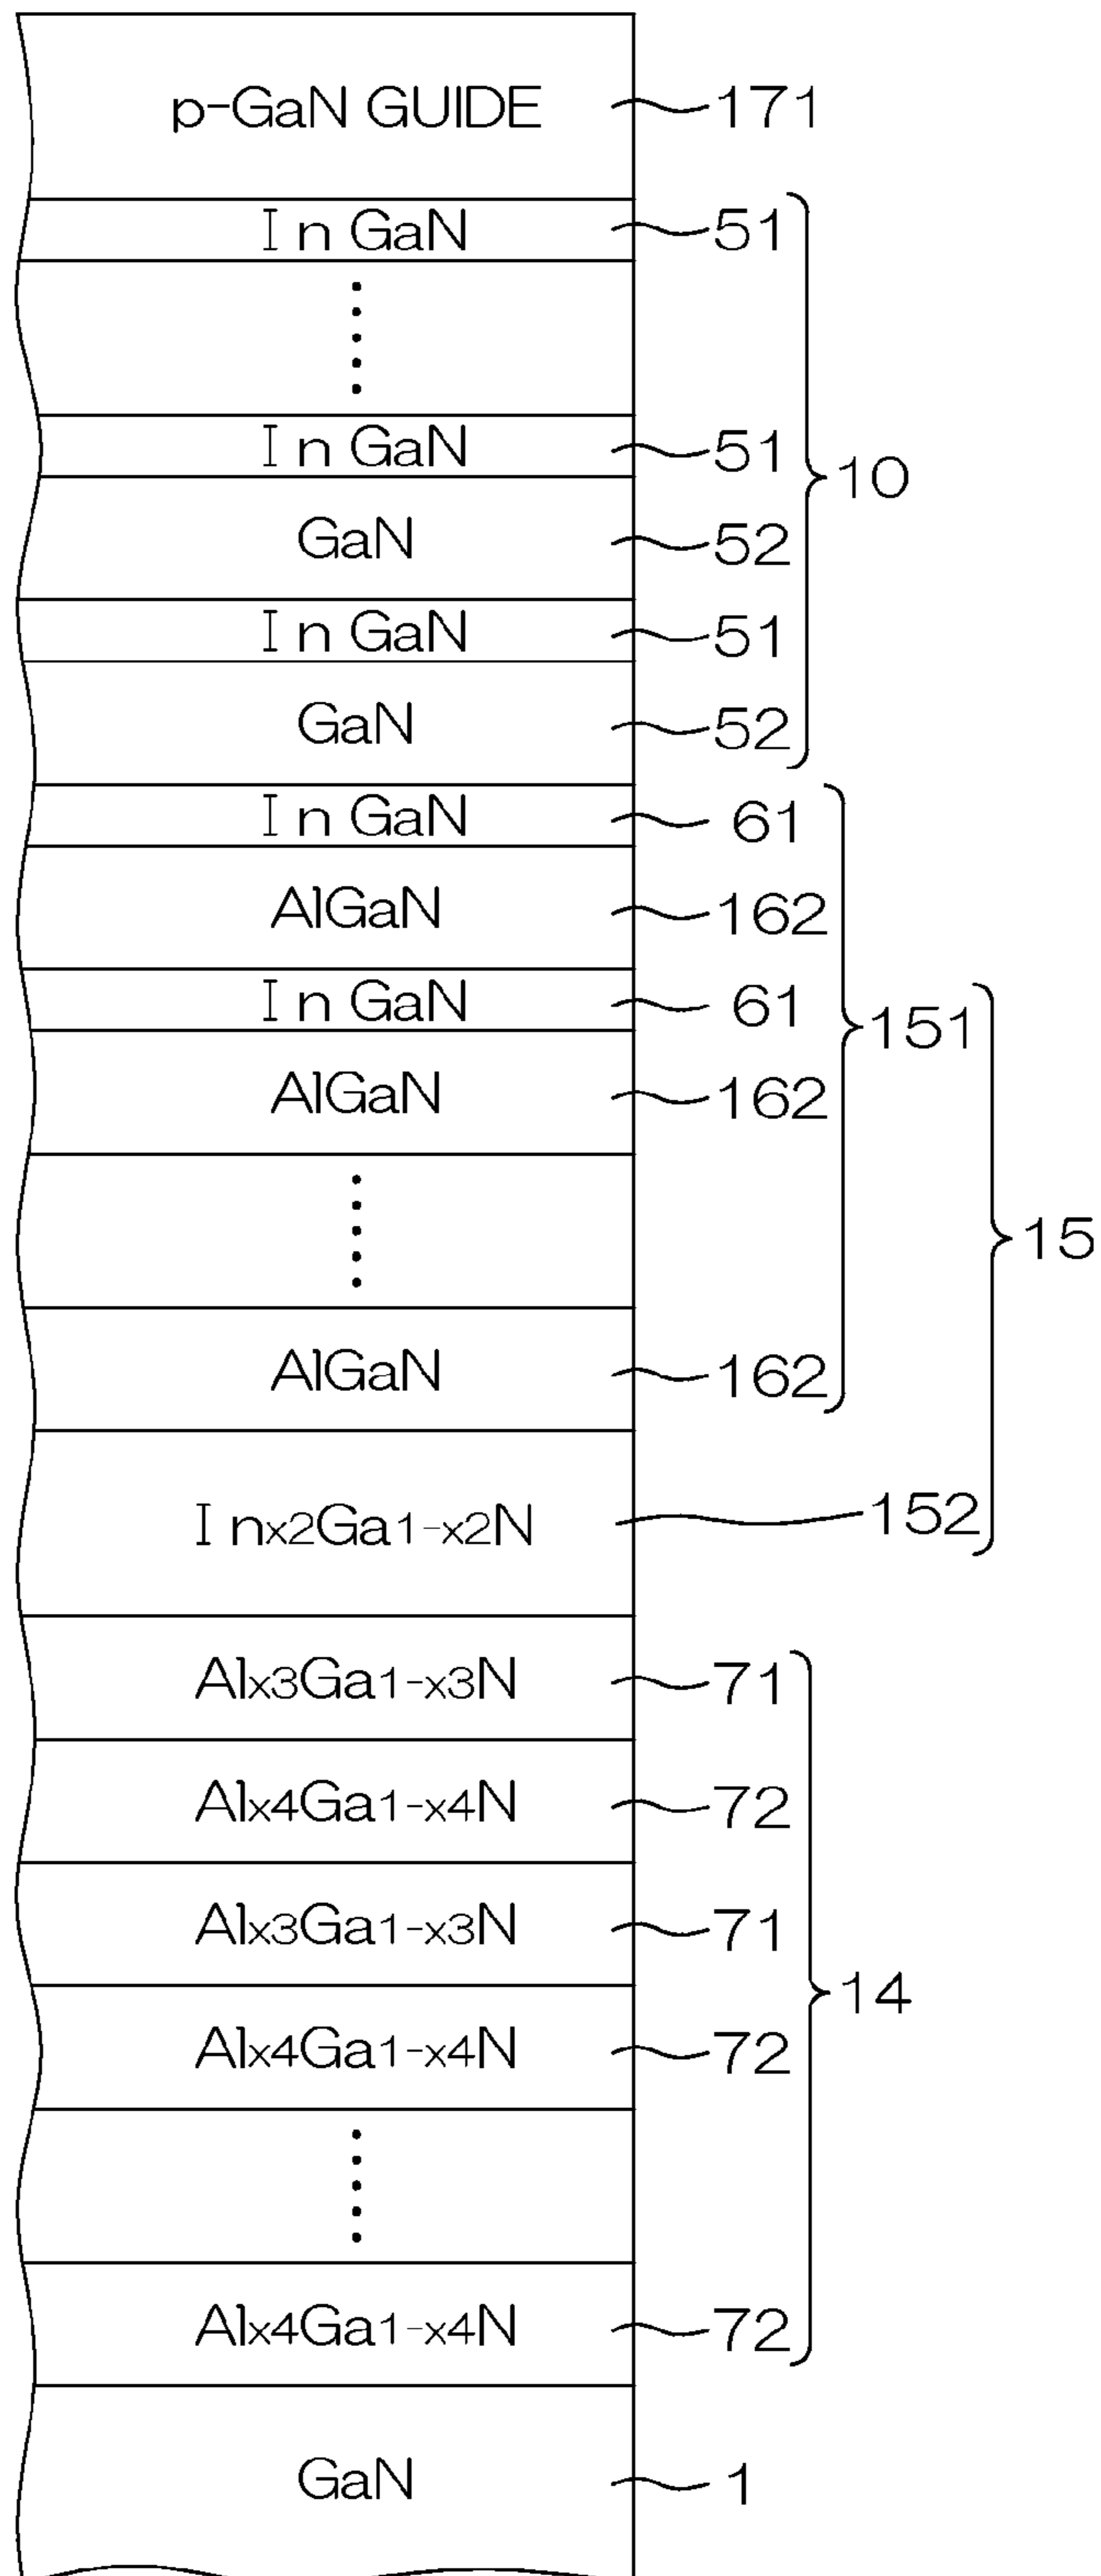 p-GaN GUIDE 171
InGaN 51
InGaN 51
10
GaN 52
InGaN 51
GaN 52
InGaN 61
AlGaN 162
InGaN 61
151
AlGaN 162
15
AlGaN 162
Inx2Ga1-x2N 152
Alx3Ga1-x3N 71
Alx4Ga1-x4N 72
Alx3Ga1-x3N 71
14
Alx4Ga1-x4N 72
Alx4Ga1-x4N 72
GaN 1